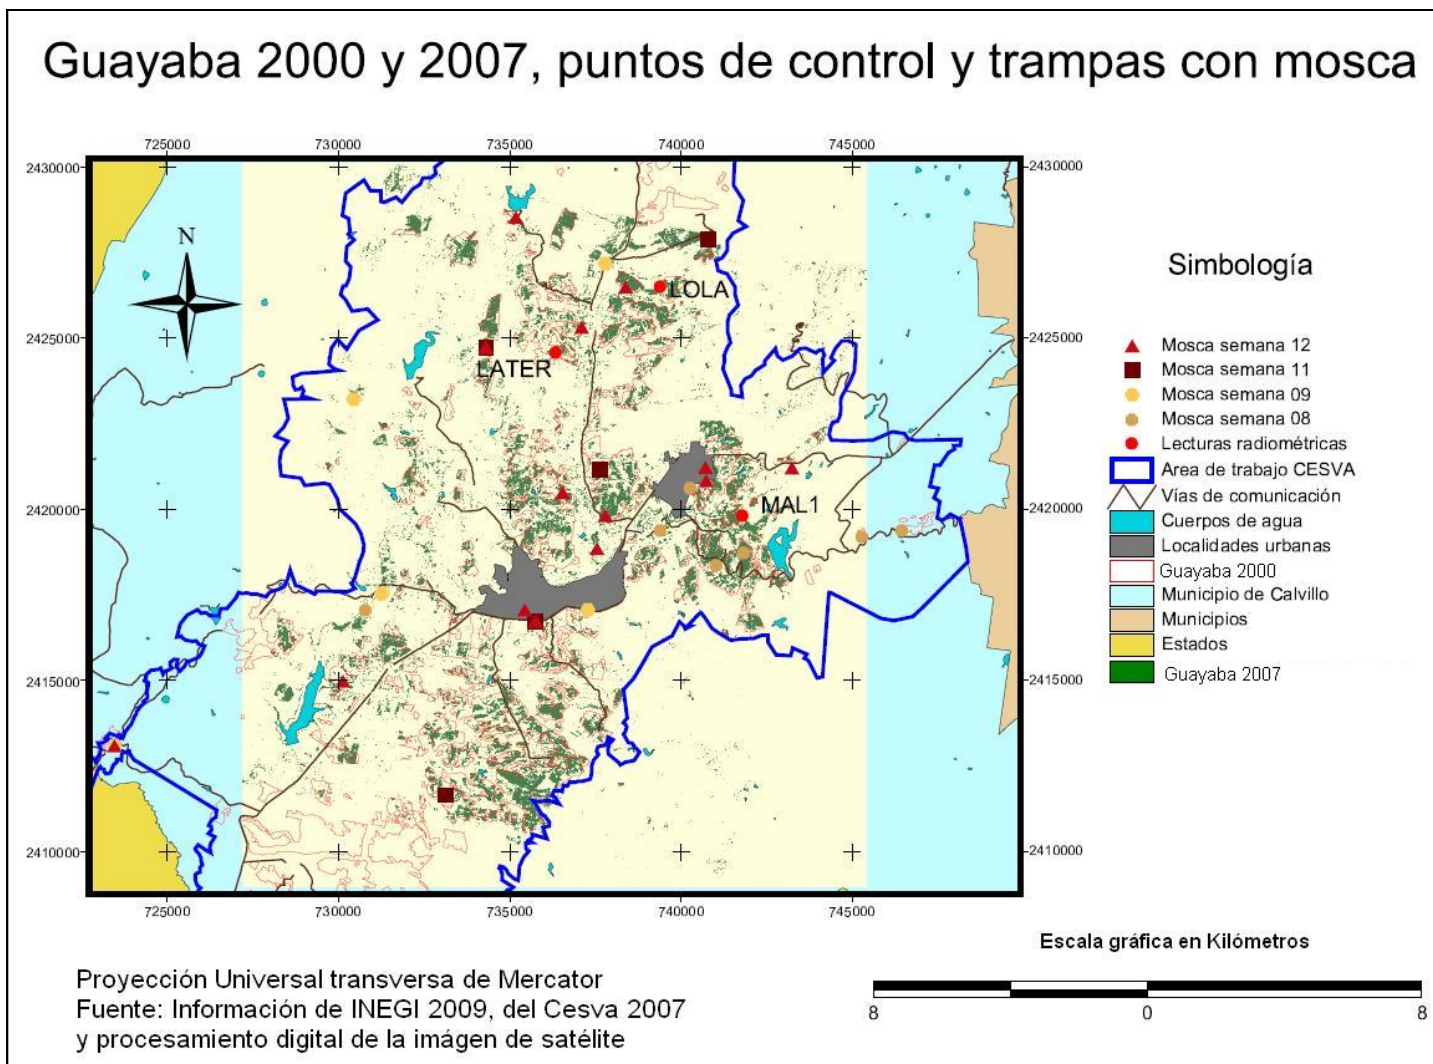 Guayaba 2000 y 2007, puntos de control y trampas con mosca
725000 730000 735000 740000 745000
2430000 2430000
N
LOLA
2425000 2425000
LATER
2420000 2420000
MAL1
2415000 2415000
2410000 2410000
725000 730000 735000 740000 745000
Simbología
Mosca semana 12
Mosca semana 11
Mosca semana 09
Mosca semana 08
Lecturas radiométricas
Area de trabajo CESVA
Vías de comunicación
Cuerpos de agua
Localidades urbanas
Guayaba 2000
Municipio de Calvillo
Municipios
Estados
Guayaba 2007
Escala gráfica en Kilómetros
8 0 8
Proyección Universal transversa de Mercator
Fuente: Información de INEGI 2009, del Cesva 2007
y procesamiento digital de la imágen de satélite